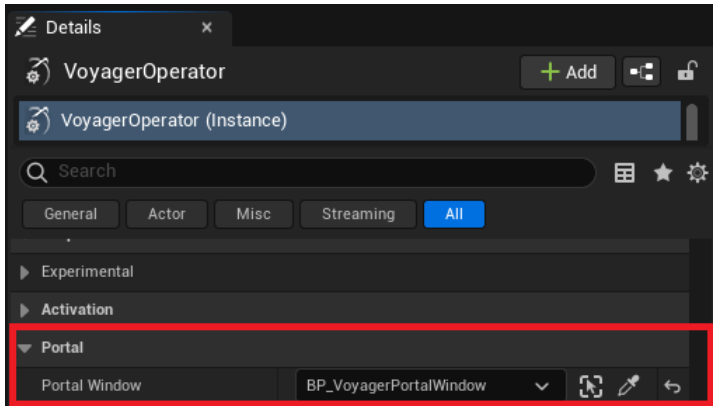 Details
VoyagerOperator
Add
VoyagerOperator (Instance)
Search
General Actor Misc Streaming All
Experimental
Activation
Portal
Portal Window BP_VoyagerPortalWindow